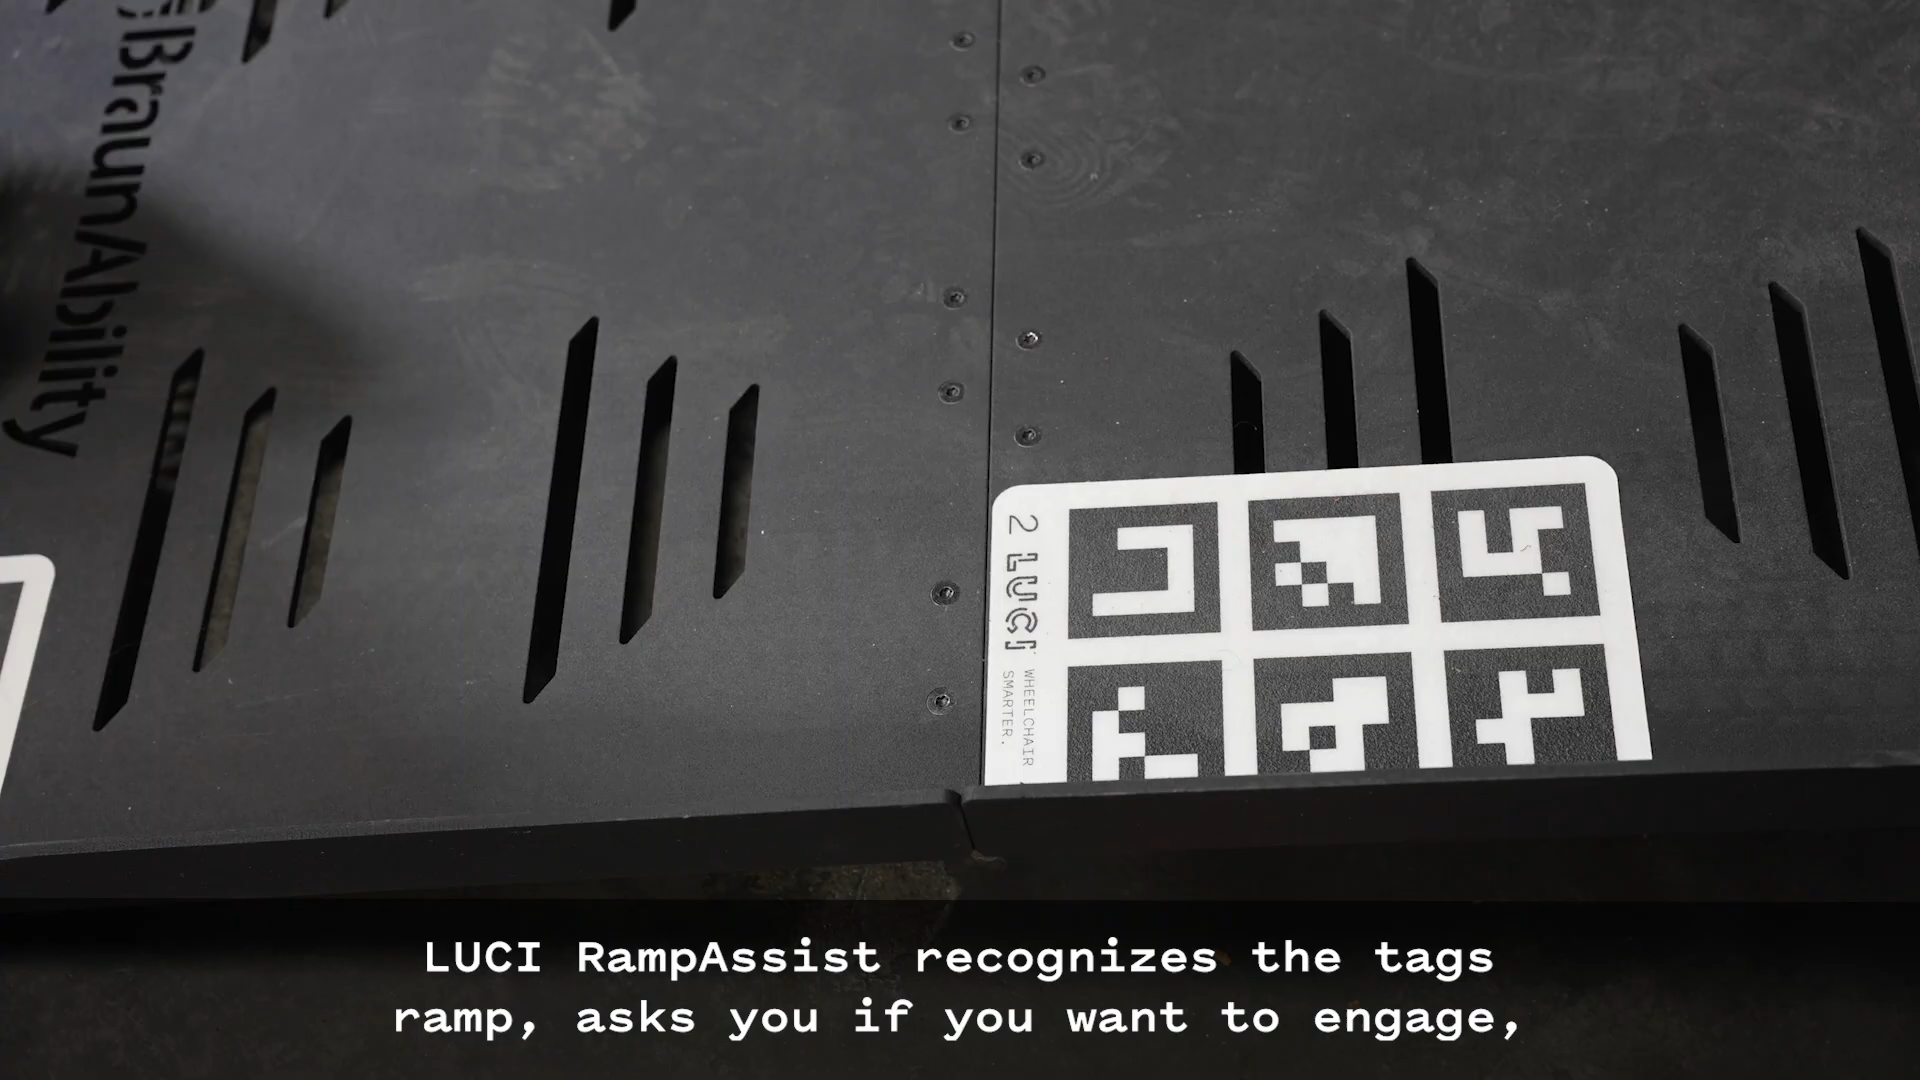 BraunAbility
2 LUCI
WHEELCHAIR
SMARTER.
LUCI RampAssist recognizes the tags
ramp, asks you if you want to engage,